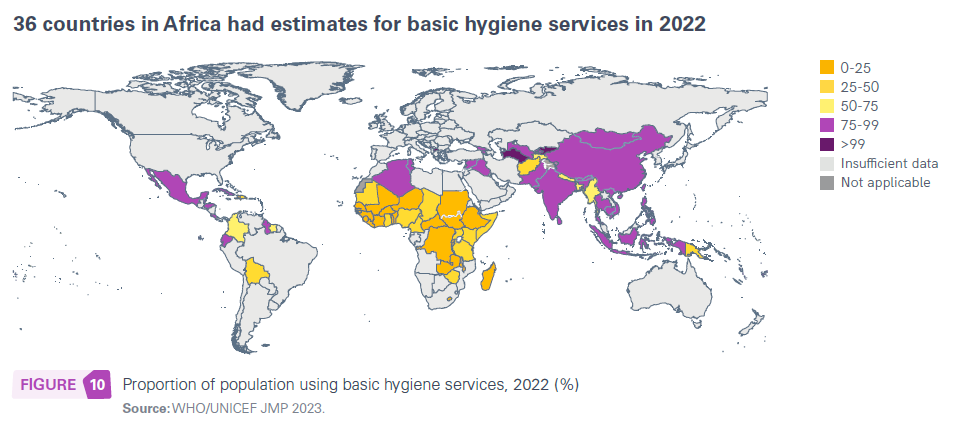 36 countries in Africa had estimates for basic hygiene services in 2022
0-25
25-50
50-75
75-99
>99
Insufficient data
Not applicable
FIGURE 10 Proportion of population using basic hygiene services, 2022 (%)
Source: WHO/UNICEF JMP 2023.